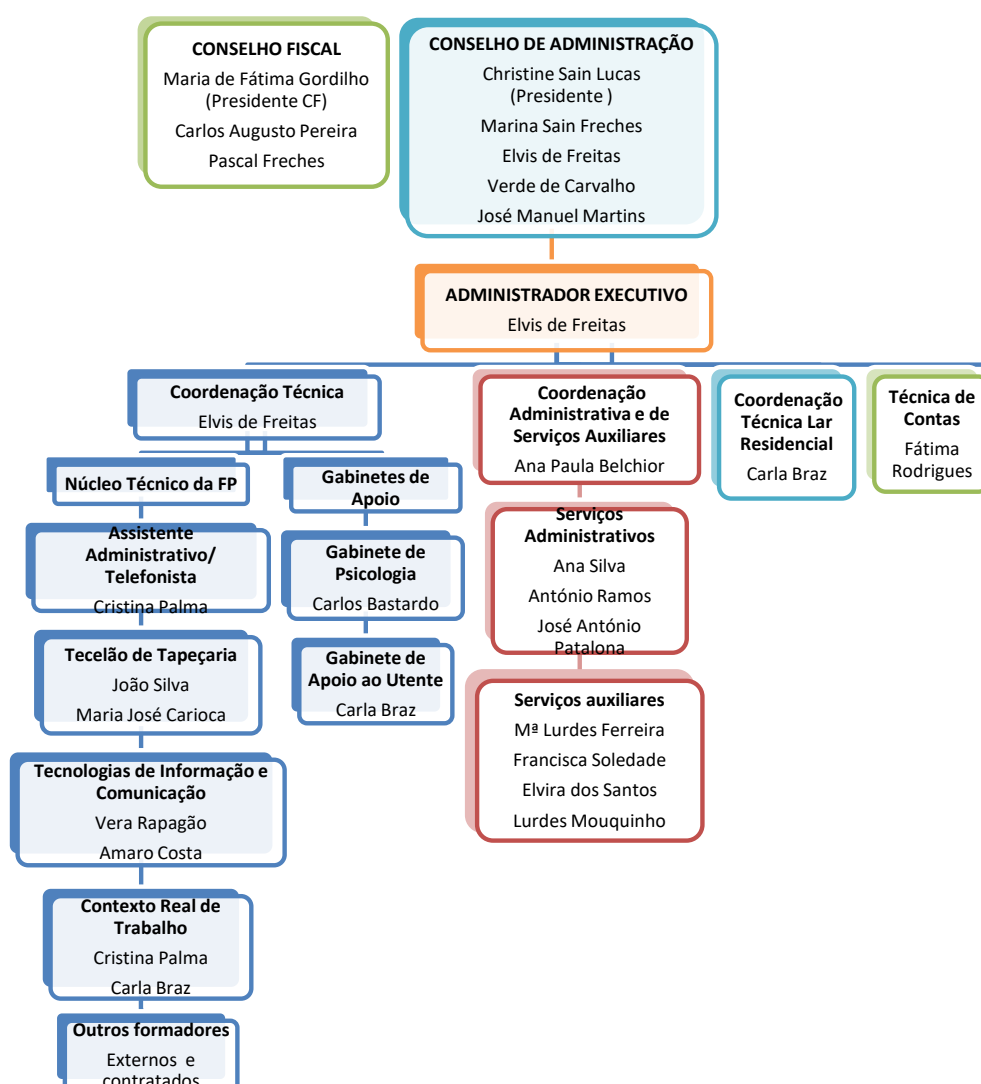 CONSELHO FISCAL
Maria de Fátima Gordilho
(Presidente CF)
Carlos Augusto Pereira
Pascal Freches
CONSELHO DE ADMINISTRAÇÃO
Christine Sain Lucas
(Presidente )
Marina Sain Freches
Elvis de Freitas
Verde de Carvalho
José Manuel Martins
ADMINISTRADOR EXECUTIVO
Elvis de Freitas
Coordenação Técnica
Elvis de Freitas
Núcleo Técnico da FP
Assistente
Administrativo/
Telefonista
Cristina Palma
Tecelão de Tapeçaria
João Silva
Maria José Carioca
Tecnologias de Informação e
Comunicação
Vera Rapagão
Amaro Costa
Contexto Real de
Trabalho
Cristina Palma
Carla Braz
Outros formadores
Externos e
contratados
Gabinetes de
Apoio
Gabinete de
Psicologia
Carlos Bastardo
Gabinete de
Apoio ao Utente
Carla Braz
Coordenação
Administrativa e de
Serviços Auxiliares
Ana Paula Belchior
Serviços
Administrativos
Ana Silva
António Ramos
José António
Patalona
Serviços auxiliares
Mª Lurdes Ferreira
Francisca Soledade
Elvira dos Santos
Lurdes Mouquinho
Coordenação
Técnica Lar
Residencial
Carla Braz
Técnica de
Contas
Fátima
Rodrigues